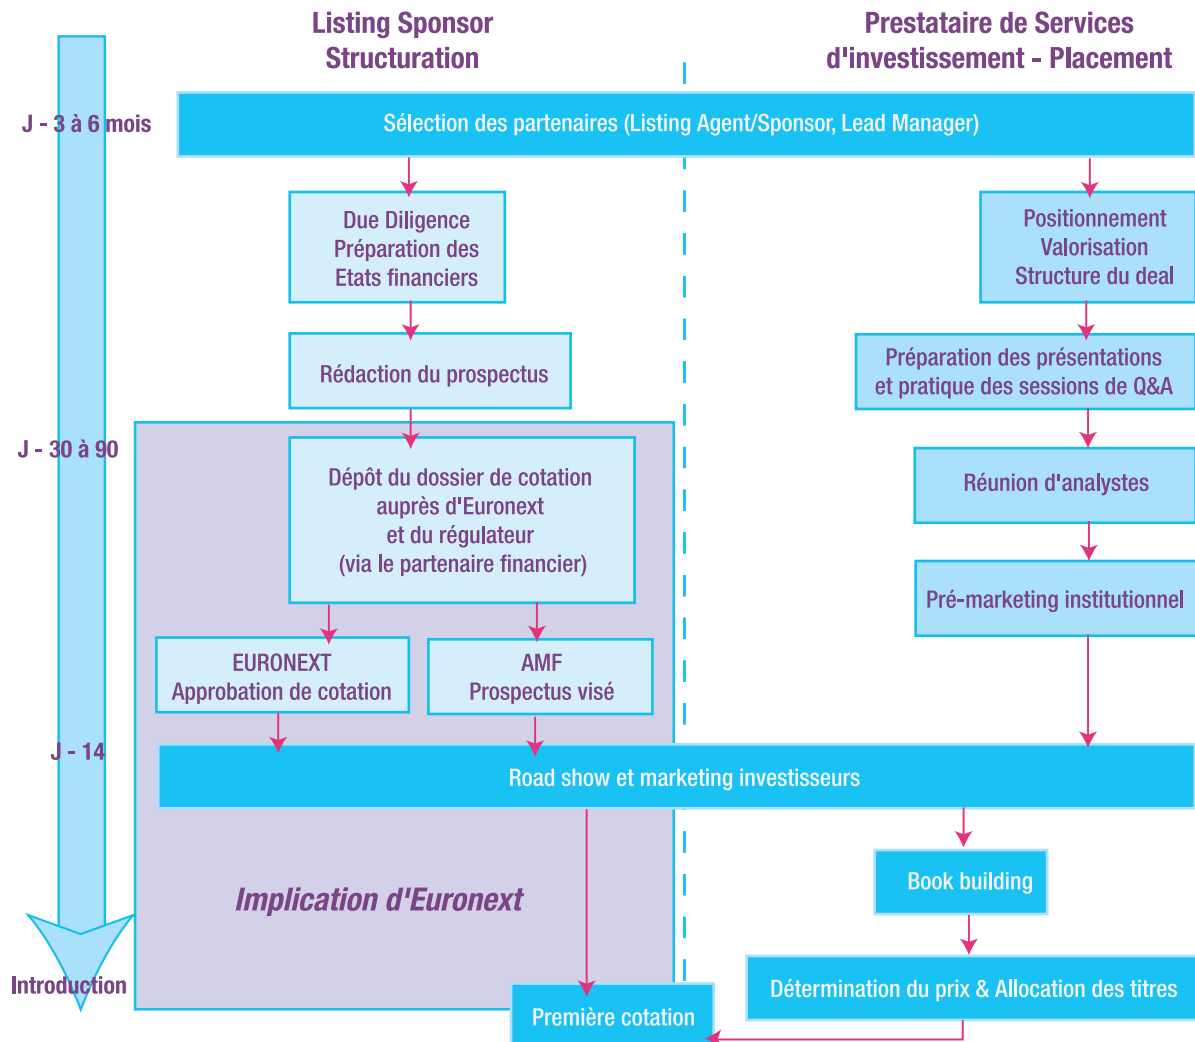 Listing Sponsor
Structuration
Prestataire de Services
d'investissement - Placement
J - 3 à 6 mois
Sélection des partenaires (Listing Agent/Sponsor, Lead Manager)
Due Diligence
Préparation des
Etats financiers
Positionnement
Valorisation
Structure du deal
Rédaction du prospectus
Préparation des présentations
et pratique des sessions de Q&A
J - 30 à 90
Dépôt du dossier de cotation
auprès d'Euronext
et du régulateur
(via le partenaire financier)
Réunion d'analystes
Pré-marketing institutionnel
EURONEXT
Approbation de cotation
AMF
Prospectus visé
J - 14
Road show et marketing investisseurs
Implication d'Euronext
Book building
Introduction
Détermination du prix & Allocation des titres
Première cotation